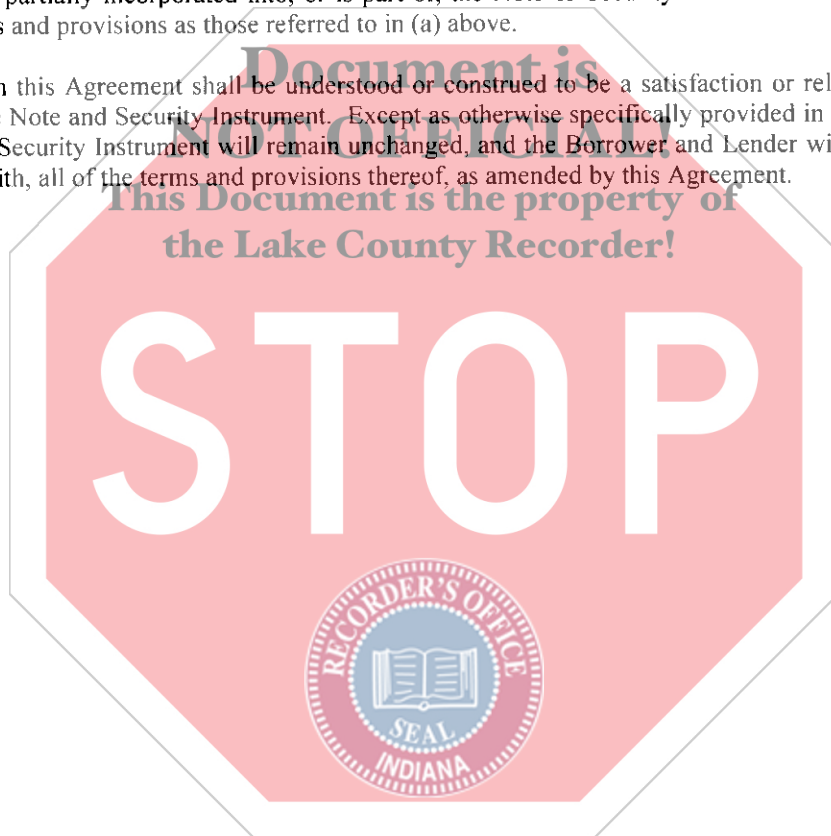 partially incorporated into, or is part of, the Note or Security
s and provisions as those referred to in (a) above.
Document is
n this Agreement shall be understood or construed to be a satisfaction or rel
Note and Security Instrument. Except as otherwise specifically provided in
NOT OFFICIAL!
Security Instrument will remain unchanged, and the Borrower and Lender wi
ith, all of the terms and provisions thereof, as amended by this Agreement.
This Document is the property of
the Lake County Recorder!
STOP
RECORDER'S OFFICE
SEAL
INDIANA